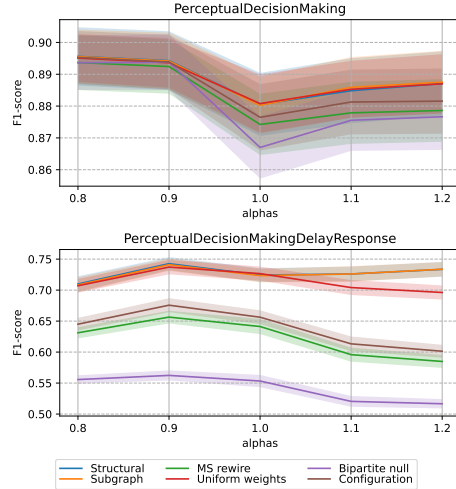 PerceptualDecisionMaking
0.90
0.89
0.88
0.87
0.86
F1-score
0.8 0.9 1.0 1.1 1.2
alphas
PerceptualDecisionMakingDelayResponse
0.75
0.70
0.65
0.60
0.55
0.50
F1-score
0.8 0.9 1.0 1.1 1.2
alphas
Structural MS rewire Bipartite null
Subgraph Uniform weights Configuration